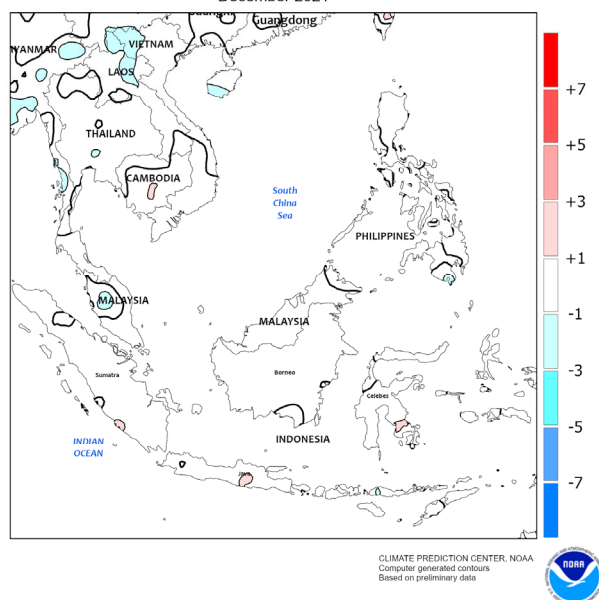 Guangdong
VIETNAM
LAOS
THAILAND
CAMBODIA
South
China
Sea
PHILIPPINES
MALAYSIA
MALAYSIA
Borneo
Sumatra
Celebes
INDONESIA
INDIAN
OCEAN
Java
+7
+5
+3
+1
-1
-3
-5
-7
CLIMATE PREDICTION CENTER, NOAA
Computer generated contours
Based on preliminary data
NOAA